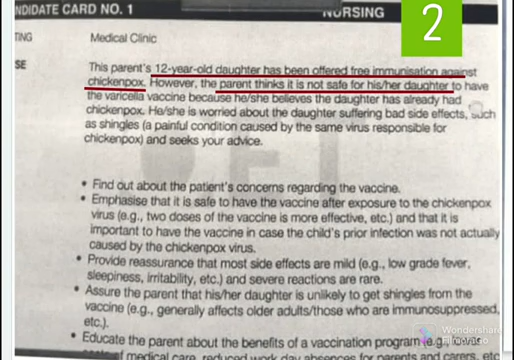 NDIDATE CARD NO. 1 NURSING
2
TING Medical Clinic
SE This parent's 12-year-old daughter has been offered free immunisation against
chickenpox. However, the parent thinks it is not safe for his/her daughter to have
the varicella vaccine because he/she believes the daughter has already had
chickenpox. He/she is worried about the daughter suffering bad side effects, such
as shingles (a painful condition caused by the same virus responsible for
chickenpox) and seeks your advice.
• Find out about the patient's concerns regarding the vaccine.
• Emphasise that it is safe to have the vaccine after exposure to the chickenpox
virus (e.g., two doses of the vaccine is more effective, etc.) and that it is
important to have the vaccine in case the child's prior infection was not actually
caused by the chickenpox virus.
• Provide reassurance that most side effects are mild (e.g., low grade fever,
sleepiness, irritability, etc.) and severe reactions are rare.
• Assure the parent that his/her daughter is unlikely to get shingles from the
vaccine (e.g., generally affects older adults/those who are immunosuppressed,
etc.).
Wondershare
• Educate the parent about the benefits of a vaccination program (e.g., lower
of medical care, reduced work day absences for parents and carers, etc